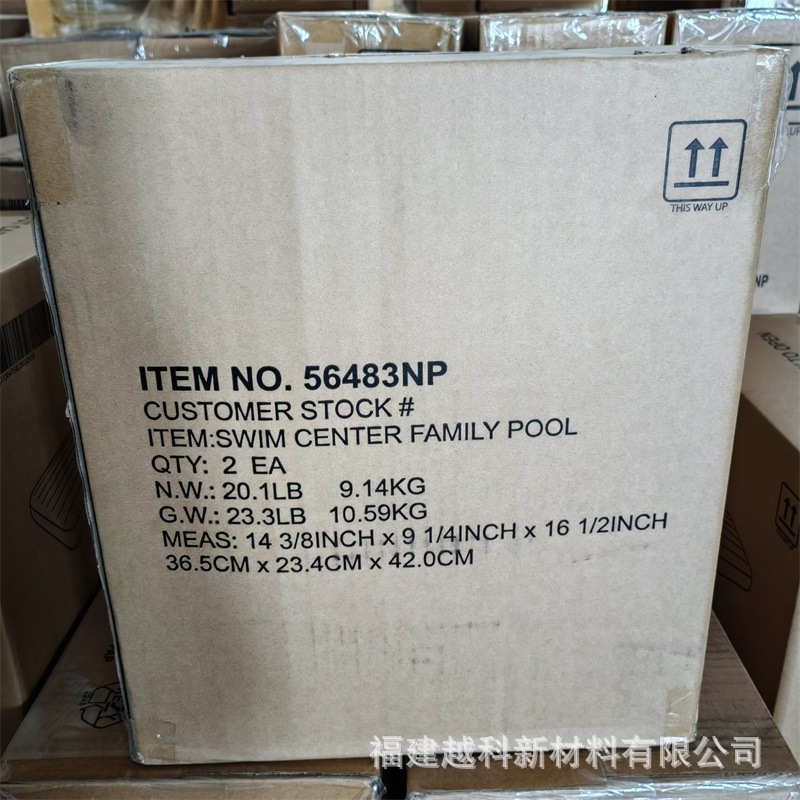 THIS WAY UP
NP
ITEM NO. 56483NP
CUSTOMER STOCK #
ITEM:SWIM CENTER FAMILY POOL
QTY: 2 EA
N.W.: 20.1LB 9.14KG
G.W.: 23.3LB 10.59KG
MEAS: 14 3/8INCH x 9 1/4INCH x 16 1/2INCH
36.5CM x 23.4CM x 42.0CM
福建越科新材料有限公司